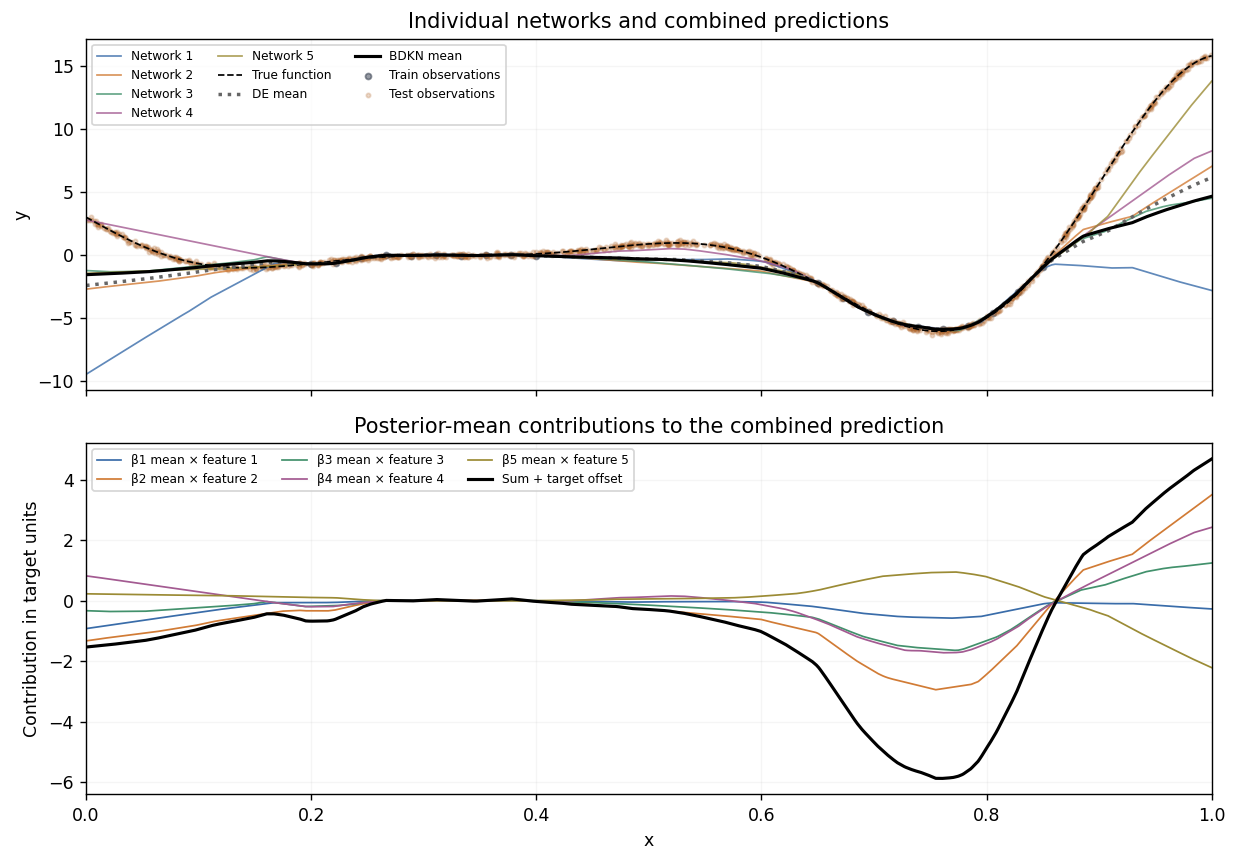 Individual networks and combined predictions
Network 1
Network 2
Network 3
Network 4
Network 5
True function
DE mean
BDKN mean
Train observations
Test observations
y
15
10
5
0
−5
−10
Posterior-mean contributions to the combined prediction
β1 mean × feature 1
β2 mean × feature 2
β3 mean × feature 3
β4 mean × feature 4
β5 mean × feature 5
Sum + target offset
Contribution in target units
4
2
0
−2
−4
−6
0.0 0.2 0.4 0.6 0.8 1.0
x